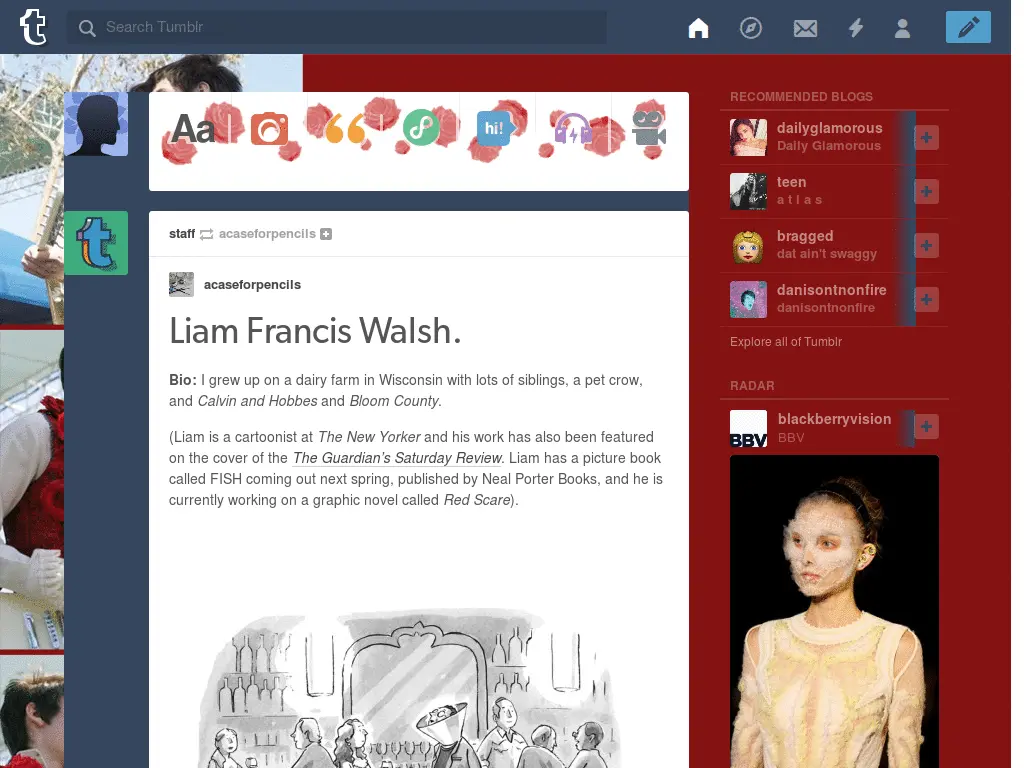 Search Tumblr
Aa
hi!
staff acaseforpencils
acaseforpencils
Liam Francis Walsh.
Bio: I grew up on a dairy farm in Wisconsin with lots of siblings, a pet crow,
and Calvin and Hobbes and Bloom County.
(Liam is a cartoonist at The New Yorker and his work has also been featured
on the cover of the The Guardian's Saturday Review. Liam has a picture book
called FISH coming out next spring, published by Neal Porter Books, and he is
currently working on a graphic novel called Red Scare).
RECOMMENDED BLOGS
dailyglamorous
Daily Glamorous
teen
a t l a s
bragged
dat ain't swaggy
danisontnonfire
danisontnonfire
Explore all of Tumblr
RADAR
BBV
blackberryvision
BBV